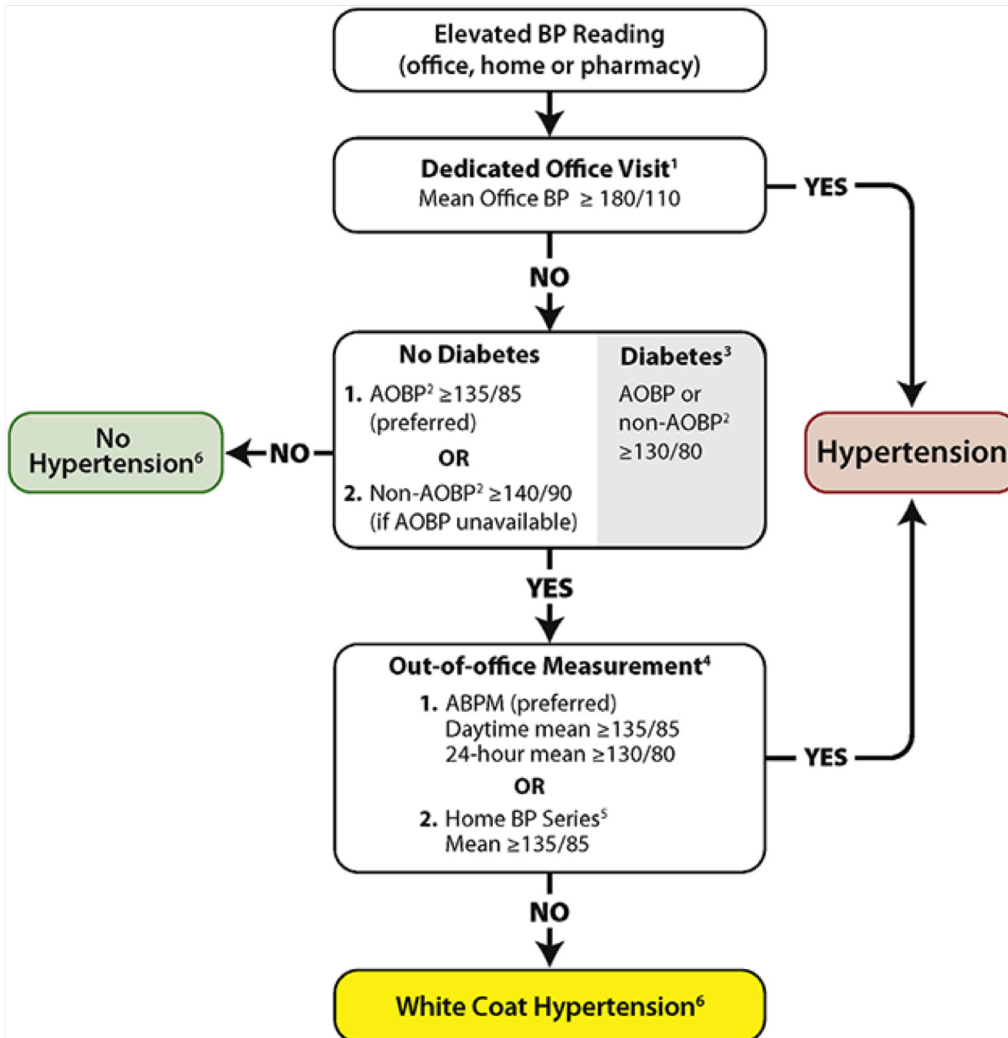 Elevated BP Reading
(office, home or pharmacy)
Dedicated Office Visit¹
Mean Office BP ≥ 180/110
YES
NO
No Diabetes
1. AOBP² ≥135/85
(preferred)
OR
2. Non-AOBP² ≥140/90
(if AOBP unavailable)
Diabetes³
AOBP or
non-AOBP²
≥130/80
NO
No
Hypertension⁶
Hypertension
YES
Out-of-office Measurement⁴
1. ABPM (preferred)
Daytime mean ≥135/85
24-hour mean ≥130/80
OR
2. Home BP Series⁵
Mean ≥135/85
YES
NO
White Coat Hypertension⁶